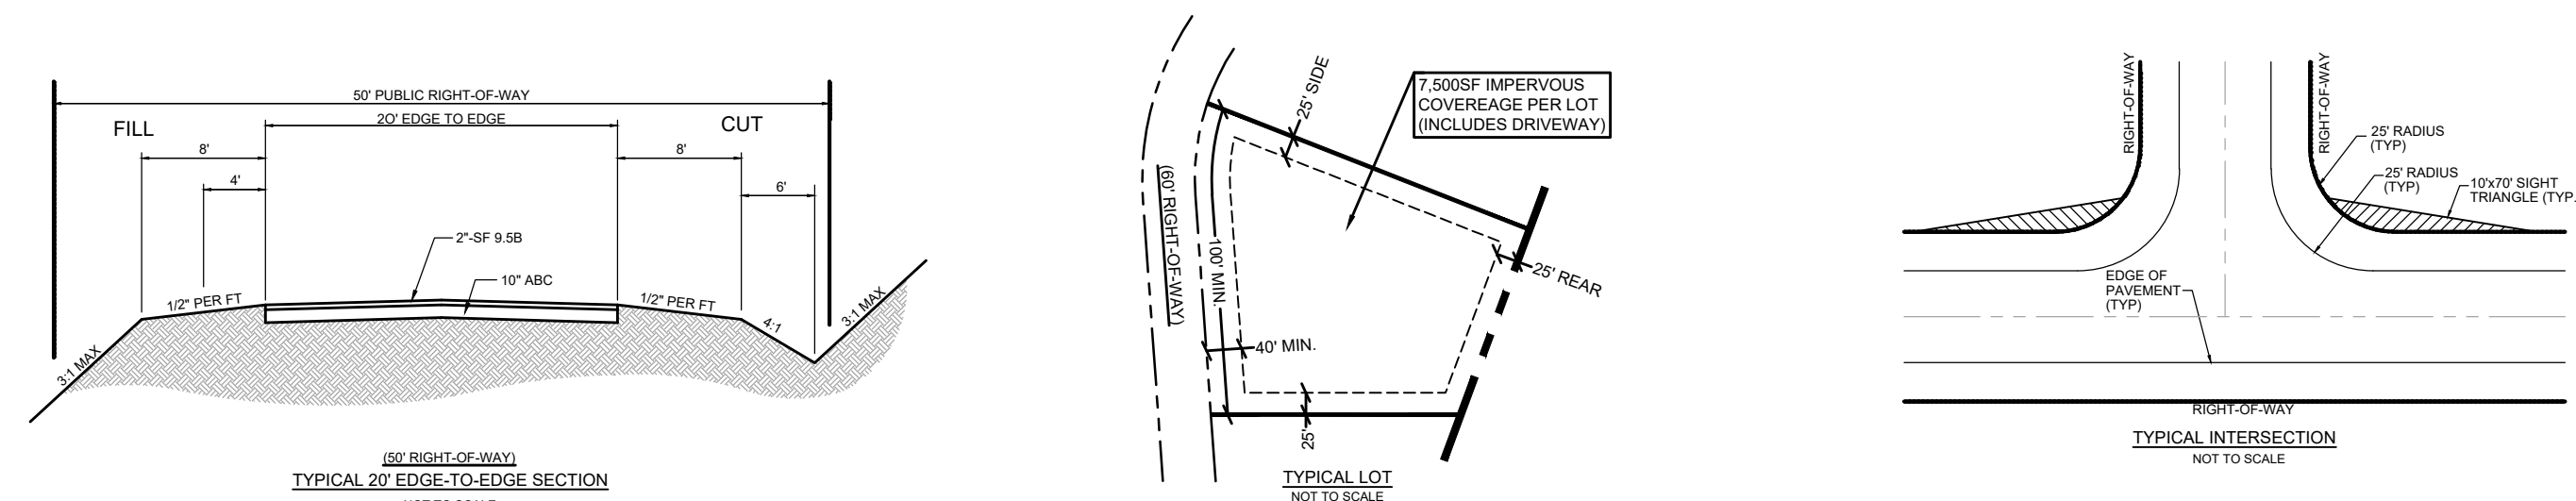 50' PUBLIC RIGHT-OF-WAY
FILL
20' EDGE TO EDGE
CUT
8'
8'
4'
6'
2"-SF 9.5B
10" ABC
1/2" PER FT
1/2" PER FT
3:1 MAX
4:1
3:1 MAX
(50' RIGHT-OF-WAY)
TYPICAL 20' EDGE-TO-EDGE SECTION
25' SIDE
7,500SF IMPERVOUS
COVEREAGE PER LOT
(INCLUDES DRIVEWAY)
(60' RIGHT-OF-WAY)
100' MIN.
25' REAR
40' MIN.
25'
TYPICAL LOT
NOT TO SCALE
RIGHT-OF-WAY
RIGHT-OF-WAY
25' RADIUS
(TYP)
25' RADIUS
(TYP)
10'x70' SIGHT
TRIANGLE (TYP.
EDGE OF
PAVEMENT
(TYP)
RIGHT-OF-WAY
TYPICAL INTERSECTION
NOT TO SCALE